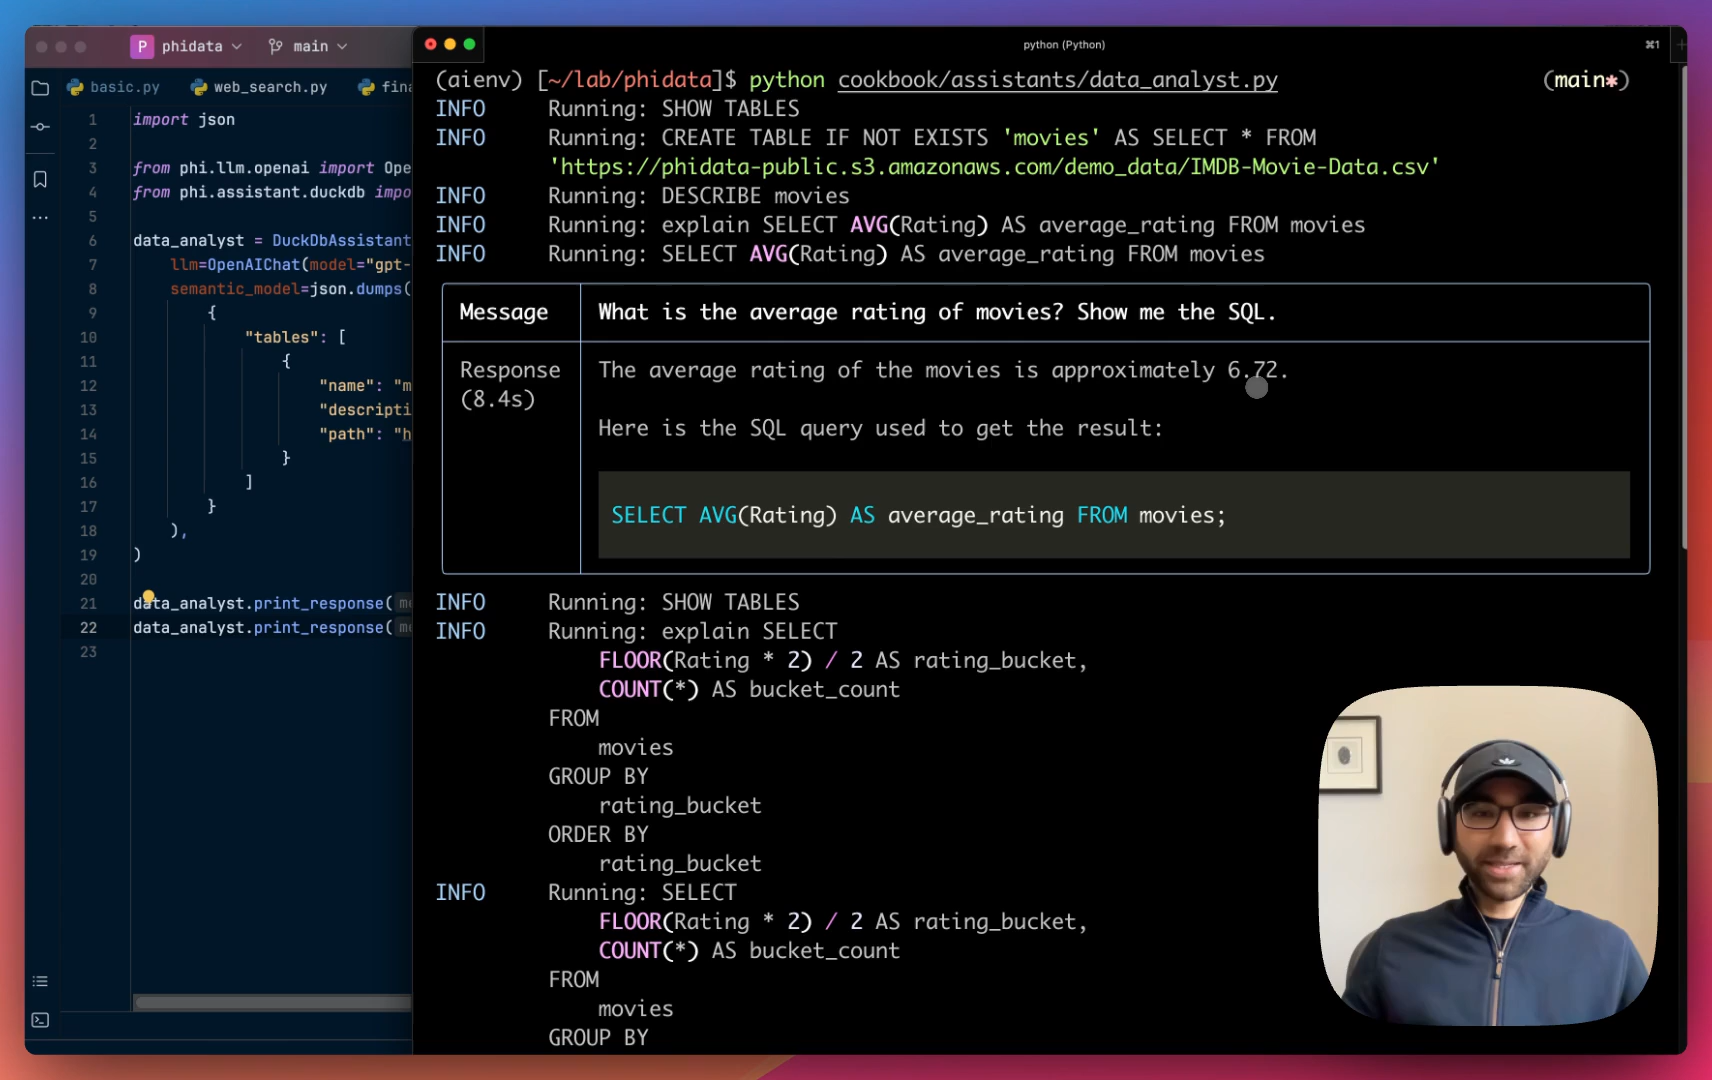 P phidata main
basic.py web_search.py fin
1 import json
2
3 from phi.llm.openai import Ope
4 from phi.assistant.duckdb impo
5
6 data_analyst = DuckDbAssistant
7 llm=OpenAIChat(model="gpt-
8 semantic_model=json.dumps(
9 {
10 "tables": [
11 {
12 "name": "m
13 "descripti
14 "path": "h
15 }
16 ]
17 }
18 ),
19 )
20
21 data_analyst.print_response(
22 data_analyst.print_response(
23
python (Python) ⌘1
(aienv) [~/lab/phidata]$ python cookbook/assistants/data_analyst.py (main*)
INFO Running: SHOW TABLES
INFO Running: CREATE TABLE IF NOT EXISTS 'movies' AS SELECT * FROM
'https://phidata-public.s3.amazonaws.com/demo_data/IMDB-Movie-Data.csv'
INFO Running: DESCRIBE movies
INFO Running: explain SELECT AVG(Rating) AS average_rating FROM movies
INFO Running: SELECT AVG(Rating) AS average_rating FROM movies
Message What is the average rating of movies? Show me the SQL.
Response The average rating of the movies is approximately 6.72.
(8.4s)
Here is the SQL query used to get the result:
SELECT AVG(Rating) AS average_rating FROM movies;
INFO Running: SHOW TABLES
INFO Running: explain SELECT
FLOOR(Rating * 2) / 2 AS rating_bucket,
COUNT(*) AS bucket_count
FROM
movies
GROUP BY
rating_bucket
ORDER BY
rating_bucket
INFO Running: SELECT
FLOOR(Rating * 2) / 2 AS rating_bucket,
COUNT(*) AS bucket_count
FROM
movies
GROUP BY